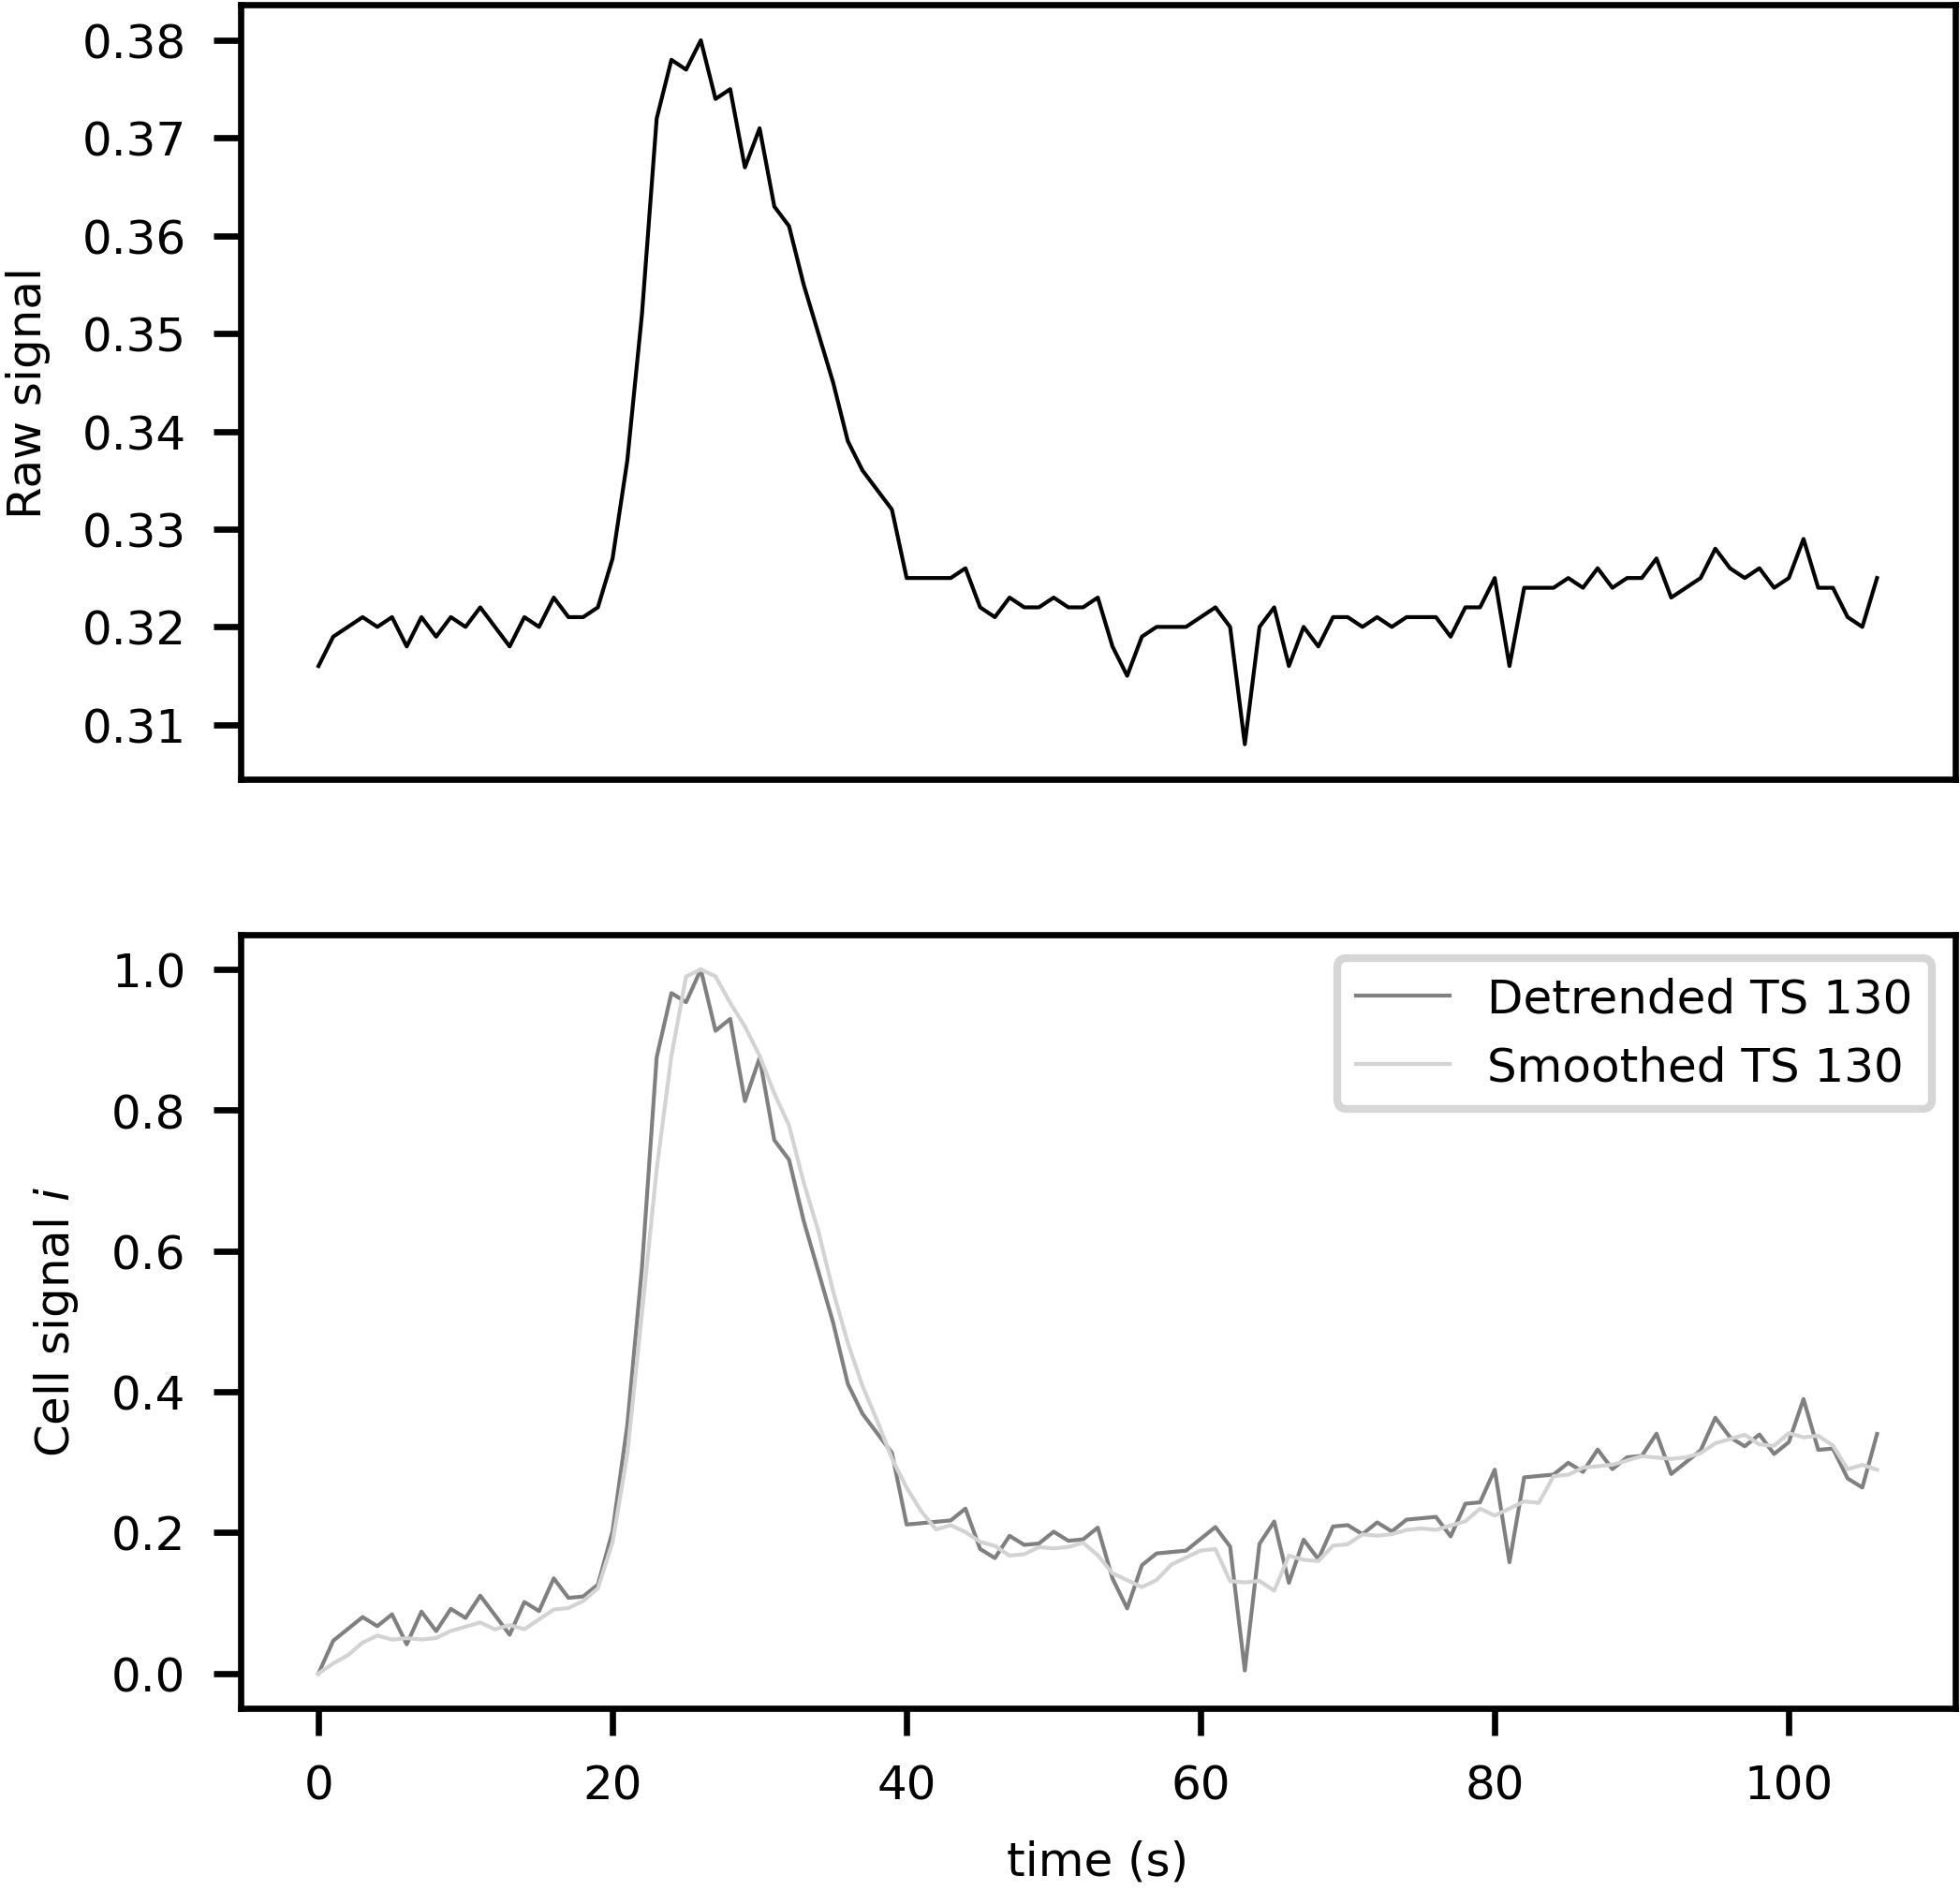 0.38
0.37
0.36
0.35
0.34
0.33
0.32
0.31
Raw signal
1.0
0.8
0.6
0.4
0.2
0.0
Cell signal i
Detrended TS 130
Smoothed TS 130
0 20 40 60 80 100
time (s)